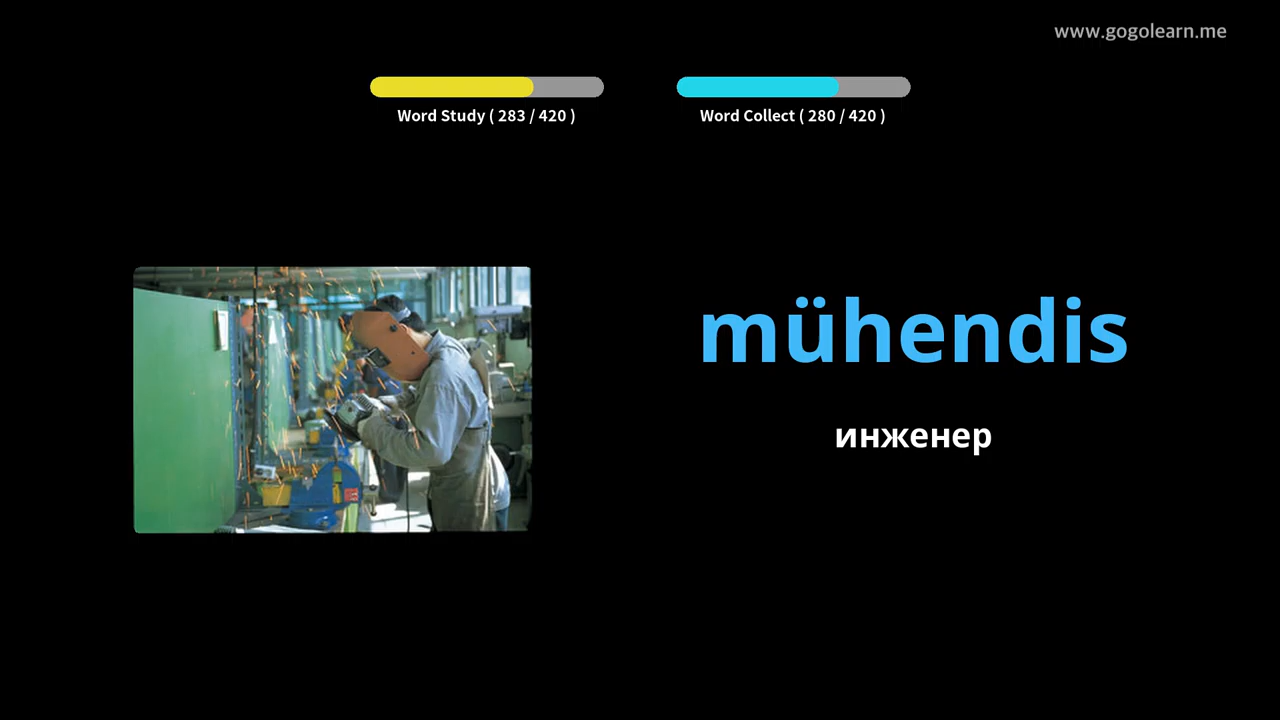 www.gogolearn.me
Word Study ( 283 / 420 )
Word Collect ( 280 / 420 )
mühendis
инженер